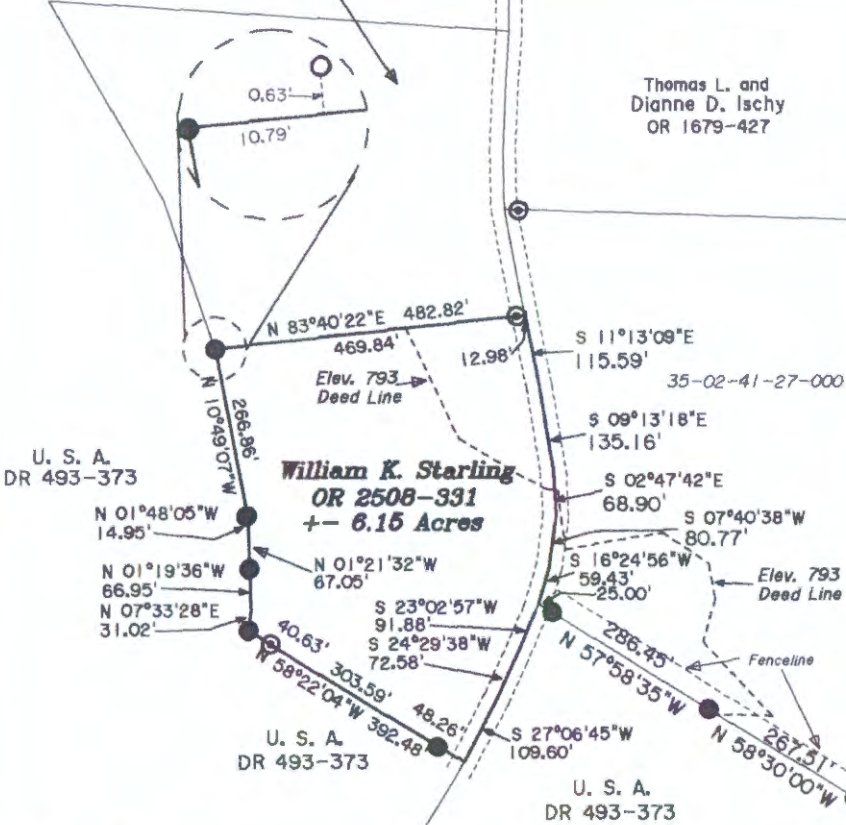 0.63'
10.79'
Thomas L. and
Dianne D. Ischy
OR 1679-427
N 83°40'22"E 482.82'
469.84'
12.98'
S 11°13'09"E
115.59'
Elev. 793
Deed Line
35-02-41-27-000
S 09°13'18"E
135.16'
266.86'
N 10°49'07"W
U. S. A.
DR 493-373
William K. Starling
OR 2508-331
+- 6.15 Acres
S 02°47'42"E
68.90'
N 01°48'05"W
14.95'
S 07°40'38"W
80.77'
N 01°19'36"W
66.95'
N 01°21'32"W
67.05'
S 16°24'56"W
59.43'
25.00'
Elev. 793
Deed Line
N 07°33'28"E
31.02'
S 23°02'57"W
91.88'
S 24°29'38"W
72.58'
40.63'
303.59'
48.26'
N 58°22'04"W 392.48
286.45'
N 57°58'35"W
Fenceline
267.51'
N 58°30'00"W
S 27°06'45"W
109.60'
U. S. A.
DR 493-373
U. S. A.
DR 493-373